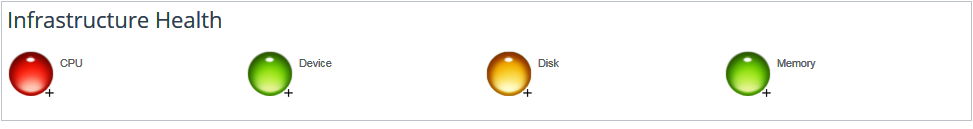 Infrastructure Health
CPU
Device
Disk
Memory